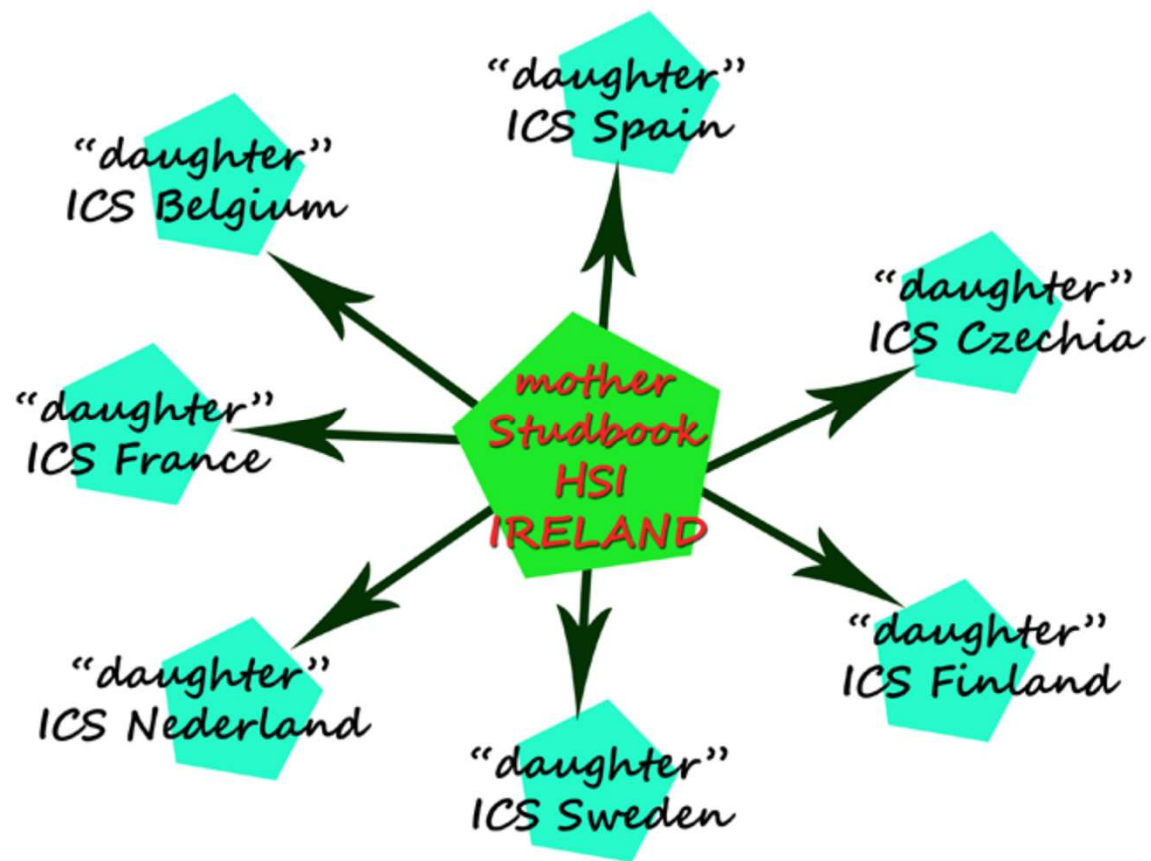 “daughter”
ICS Spain
“daughter”
ICS Belgium
“daughter”
ICS Czechia
mother
Studbook
HSI
IRELAND
“daughter”
ICS France
“daughter”
ICS Finland
“daughter”
ICS Nederland
“daughter”
ICS Sweden